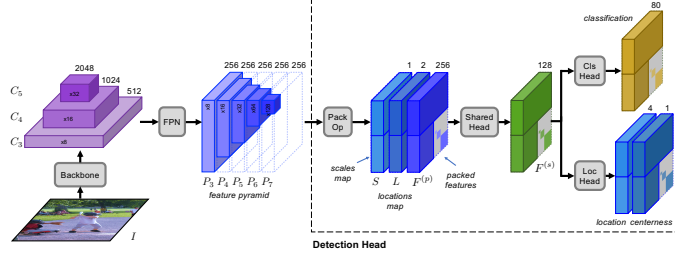 classification
80
2048
1024
512
C5
C4
C3
x32
x16
x8
Backbone
I
FPN
256 256 256 256 256
x8
x16
x32
x64
x128
P3 P4 P5 P6 P7
feature pyramid
Pack
Op
1 2 256
scales
map
S L F(p)
locations
map
packed
features
Shared
Head
128
F(s)
Cls
Head
Loc
Head
4 1
location centerness
Detection Head